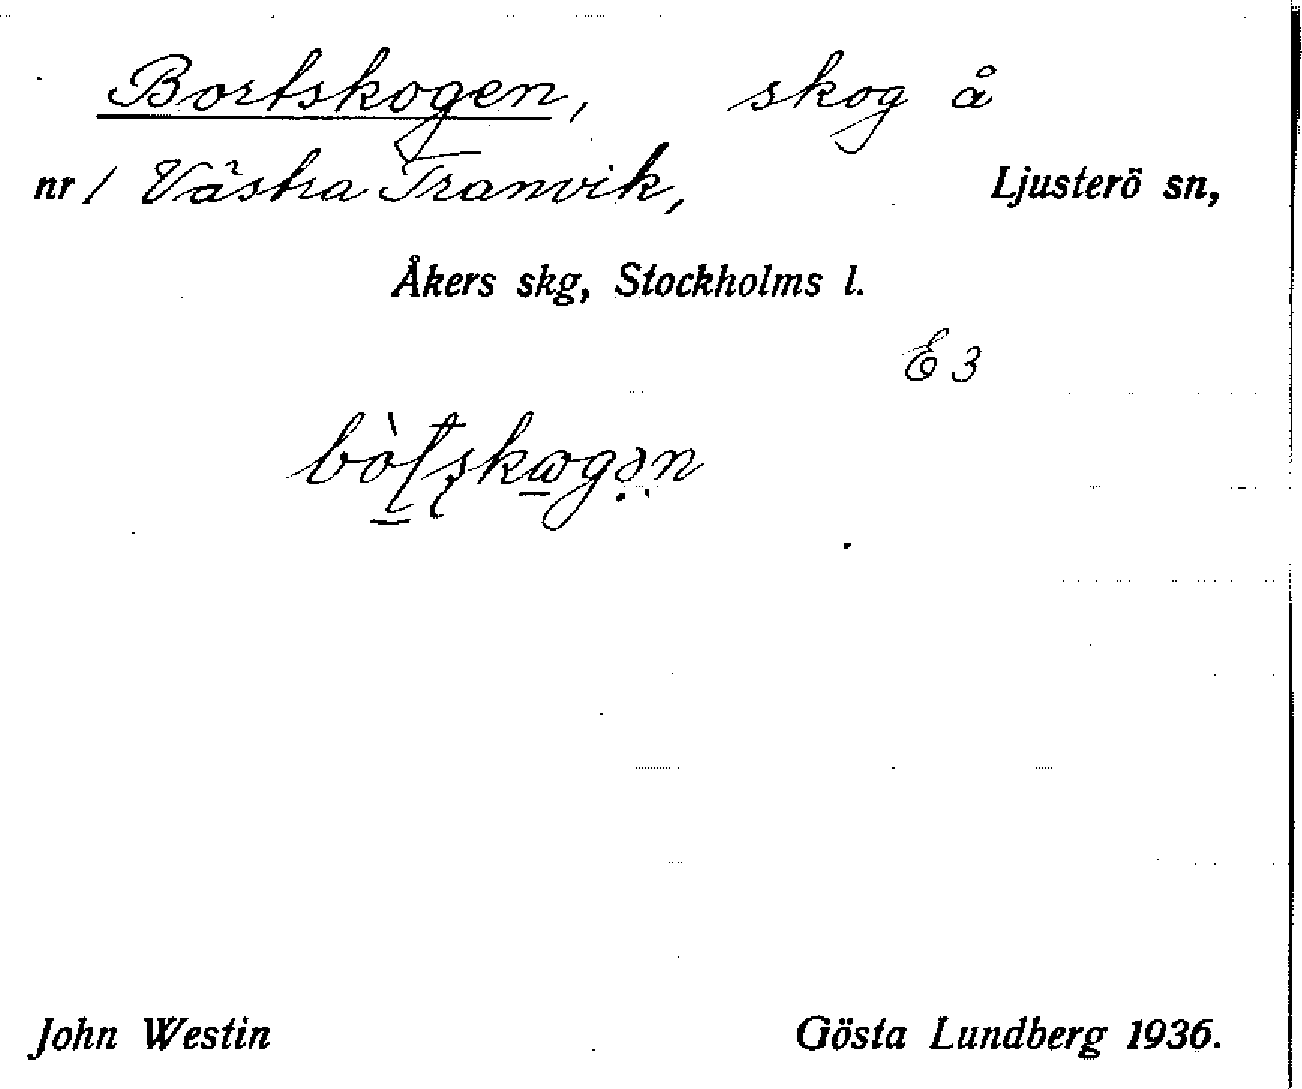 Bortskogen, skog å
nr 1 Västra Tranvik, Ljusterö sn,
Åkers skg, Stockholms l.
E 3
John Westin Gösta Lundberg 1936.